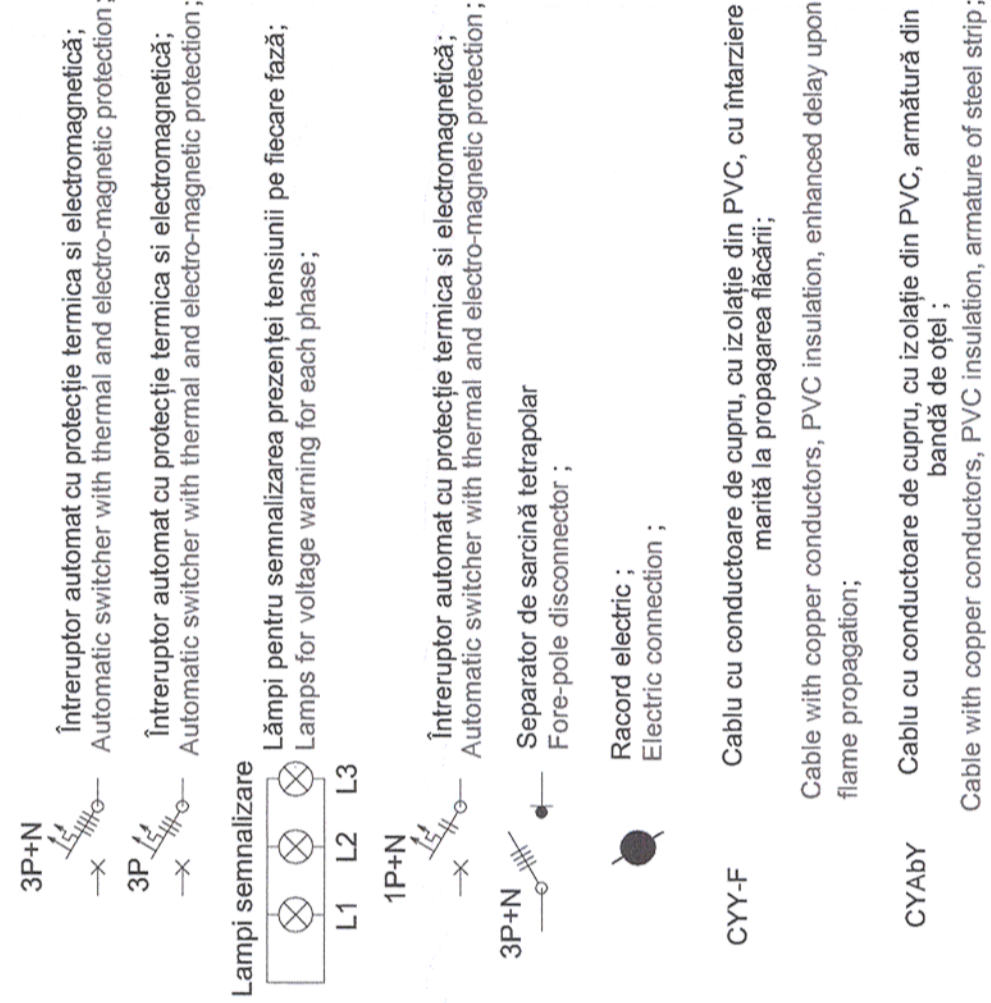 3P+N
Întreruptor automat cu protecție termica si electromagnetică;
Automatic switcher with thermal and electro-magnetic protection;
3P
Întreruptor automat cu protecție termica si electromagnetică;
Automatic switcher with thermal and electro-magnetic protection;
Lampi semnalizare
L1 L2 L3
Lămpi pentru semnalizarea prezenței tensiunii pe fiecare fază;
Lamps for voltage warning for each phase;
1P+N
Întreruptor automat cu protecție termica si electromagnetică;
Automatic switcher with thermal and electro-magnetic protection;
3P+N
Separator de sarcină tetrapolar
Fore-pole disconnector ;
Racord electric ;
Electric connection ;
CYY-F
Cablu cu conductoare de cupru, cu izolație din PVC, cu întarziere
marită la propagarea flăcării;
Cable with copper conductors, PVC insulation, enhanced delay upon
flame propagation;
CYAbY
Cablu cu conductoare de cupru, cu izolație din PVC, armătură din
bandă de oțel ;
Cable with copper conductors, PVC insulation, armature of steel strip;